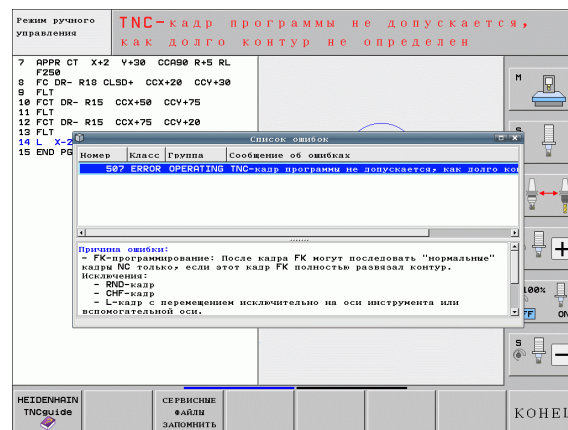 Режим ручного
управления
TNC-кадр программы не допускается,
как долго контур не определен
7 APPR CT X+2 Y+30 CCA90 R+5 RL
F250
8 FC DR- R18 CLSD+ CCX+20 CCY+30
9 FLT
10 FCT DR- R15 CCX+50 CCY+75
11 FLT
12 FCT DR- R15 CCX+75 CCY+20
13 FLT
14 L X-2
15 END PG
M
S
Список ошибок
Номер Класс Группа Сообщение об ошибках
507 ERROR OPERATING TNC-кадр программы не допускается, как долго кон
Причина ошибки:
- FK-программирование: После кадра FK могут последовать "нормальные"
кадры NC только, если этот кадр FK полностью развязал контур.
Исключения:
- RND-кадр
- CHF-кадр
- L-кадр с перемещением исключительно на оси инструмента или
вспомогательной оси.
100%
FF ON
S
HEIDENHAIN
TNCguide
СЕРВИСНЫЕ
ФАЙЛЫ
ЗАПОМНИТЬ
КОНЕЦ